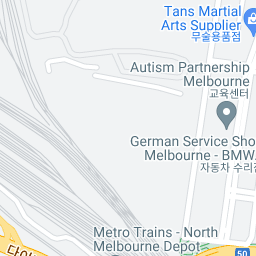 Tans Martial
Arts Supplier
무술용품점
Autism Partnership
Melbourne
교육센터
German Service Sho
Melbourne - BMW
자동차 수리점
Metro Trains - North
Melbourne Depot
50